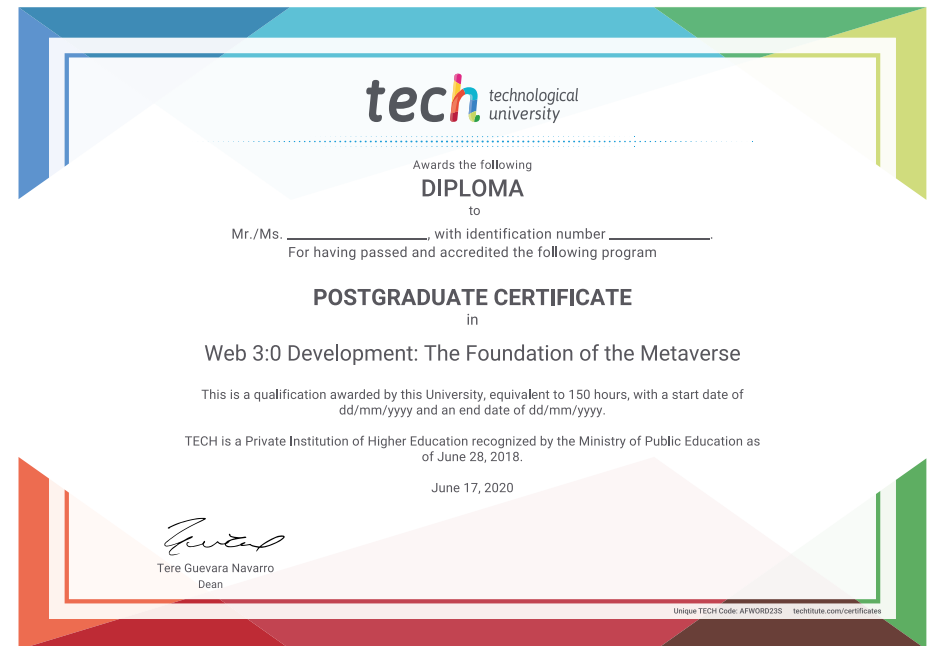 tech technological
university
Awards the following
DIPLOMA
to
Mr./Ms. ____________________, with identification number ______________.
For having passed and accredited the following program
POSTGRADUATE CERTIFICATE
in
Web 3:0 Development: The Foundation of the Metaverse
This is a qualification awarded by this University, equivalent to 150 hours, with a start date of
dd/mm/yyyy and an end date of dd/mm/yyyy.
TECH is a Private Institution of Higher Education recognized by the Ministry of Public Education as
of June 28, 2018.
June 17, 2020
Tere Guevara Navarro
Dean
Unique TECH Code: AFWORD23S techtitute.com/certificates